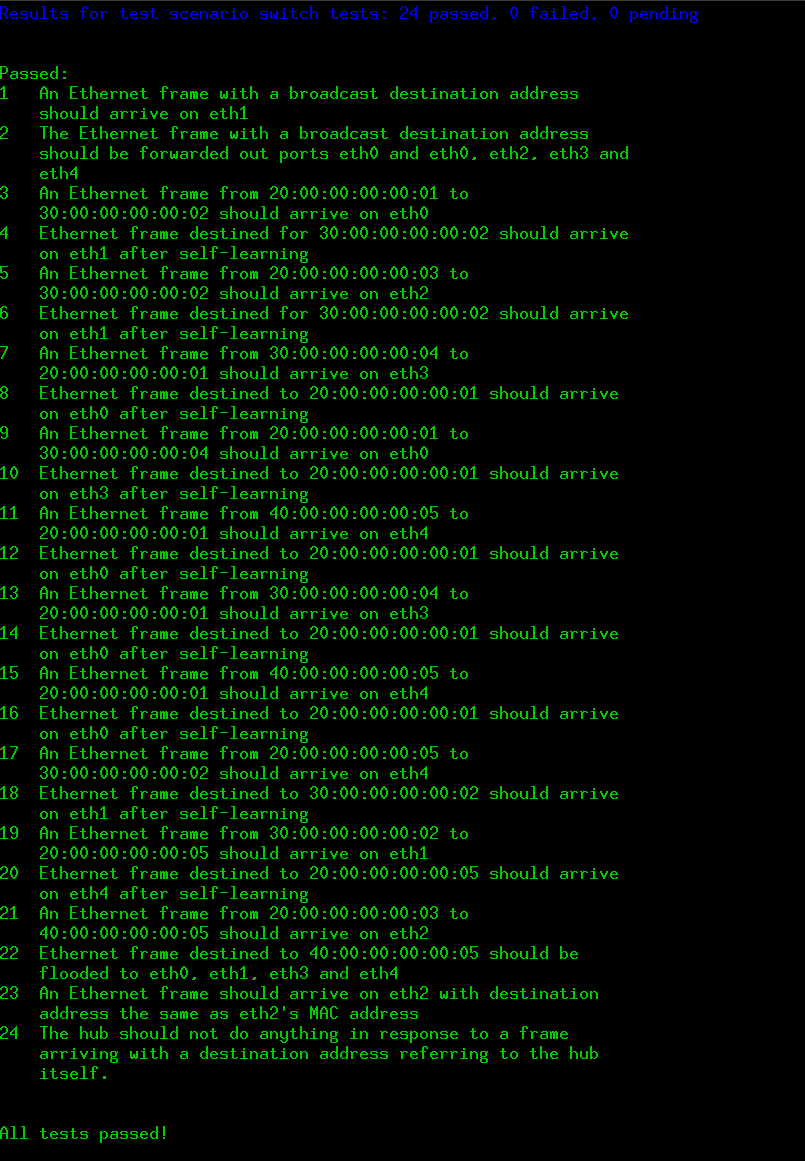 Results for test scenario switch tests: 24 passed, 0 failed, 0 pending
Passed:
1 An Ethernet frame with a broadcast destination address
should arrive on eth1
2 The Ethernet frame with a broadcast destination address
should be forwarded out ports eth0 and eth0, eth2, eth3 and
eth4
3 An Ethernet frame from 20:00:00:00:00:01 to
30:00:00:00:00:02 should arrive on eth0
4 Ethernet frame destined for 30:00:00:00:00:02 should arrive
on eth1 after self-learning
5 An Ethernet frame from 20:00:00:00:00:03 to
30:00:00:00:00:02 should arrive on eth2
6 Ethernet frame destined for 30:00:00:00:00:02 should arrive
on eth1 after self-learning
7 An Ethernet frame from 30:00:00:00:00:04 to
20:00:00:00:00:01 should arrive on eth3
8 Ethernet frame destined to 20:00:00:00:00:01 should arrive
on eth0 after self-learning
9 An Ethernet frame from 20:00:00:00:00:01 to
30:00:00:00:00:04 should arrive on eth0
10 Ethernet frame destined to 20:00:00:00:00:01 should arrive
on eth3 after self-learning
11 An Ethernet frame from 40:00:00:00:00:05 to
20:00:00:00:00:01 should arrive on eth4
12 Ethernet frame destined to 20:00:00:00:00:01 should arrive
on eth0 after self-learning
13 An Ethernet frame from 30:00:00:00:00:04 to
20:00:00:00:00:01 should arrive on eth3
14 Ethernet frame destined to 20:00:00:00:00:01 should arrive
on eth0 after self-learning
15 An Ethernet frame from 40:00:00:00:00:05 to
20:00:00:00:00:01 should arrive on eth4
16 Ethernet frame destined to 20:00:00:00:00:01 should arrive
on eth0 after self-learning
17 An Ethernet frame from 20:00:00:00:00:05 to
30:00:00:00:00:02 should arrive on eth4
18 Ethernet frame destined to 30:00:00:00:00:02 should arrive
on eth1 after self-learning
19 An Ethernet frame from 30:00:00:00:00:02 to
20:00:00:00:00:05 should arrive on eth1
20 Ethernet frame destined to 20:00:00:00:00:05 should arrive
on eth4 after self-learning
21 An Ethernet frame from 20:00:00:00:00:03 to
40:00:00:00:00:05 should arrive on eth2
22 Ethernet frame destined to 40:00:00:00:00:05 should be
flooded to eth0, eth1, eth3 and eth4
23 An Ethernet frame should arrive on eth2 with destination
address the same as eth2's MAC address
24 The hub should not do anything in response to a frame
arriving with a destination address referring to the hub
itself.
All tests passed!